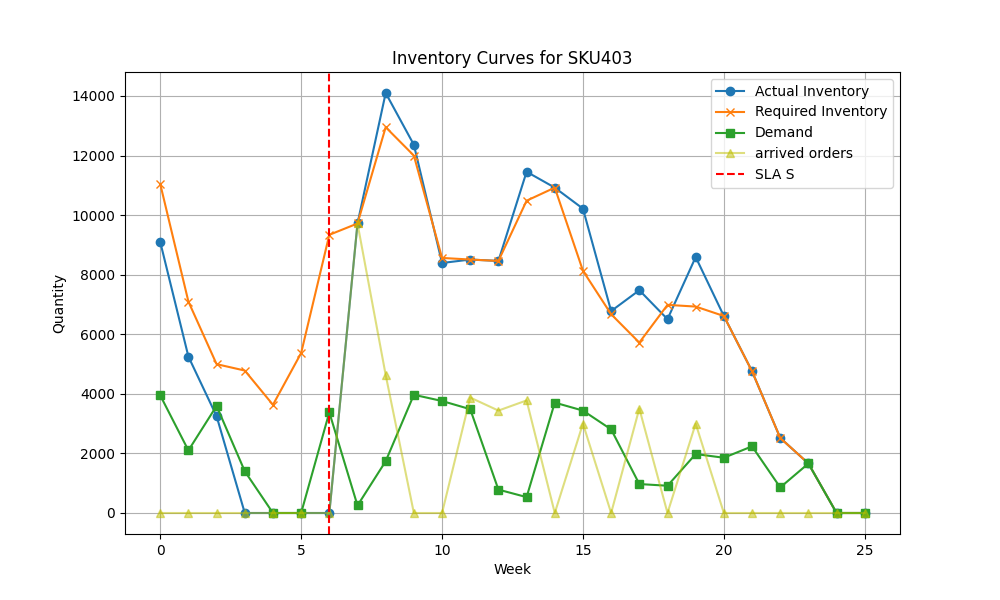 Inventory Curves for SKU403
Actual Inventory
Required Inventory
Demand
arrived orders
SLA S
Quantity
14000
12000
10000
8000
6000
4000
2000
0
0 5 10 15 20 25
Week